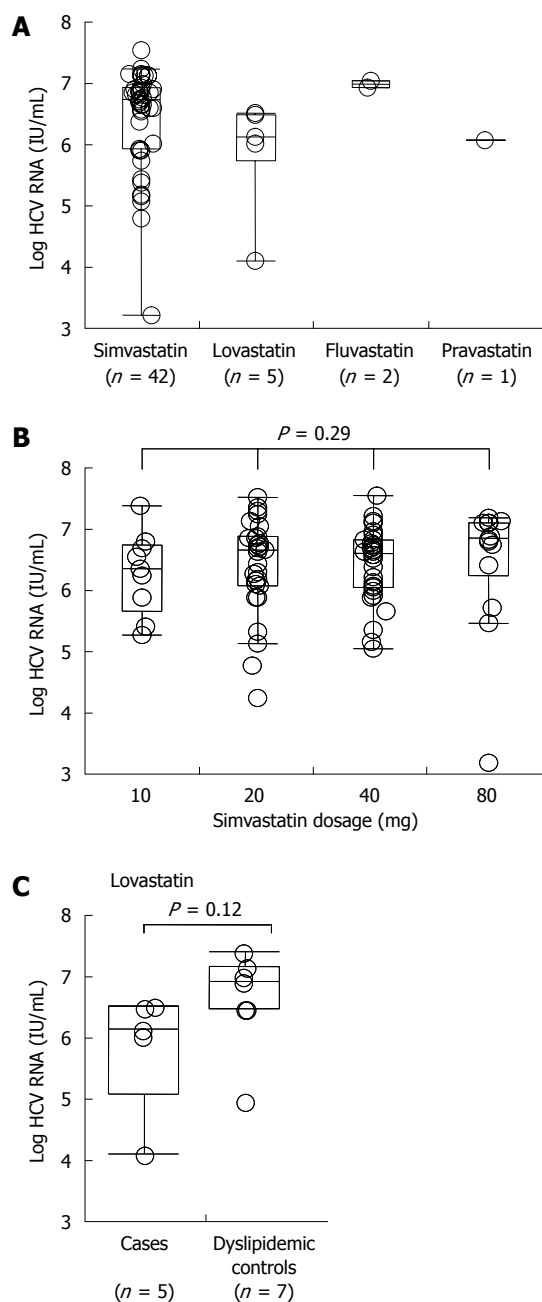 A
8
7
6
5
4
3
Log HCV RNA (IU/mL)
Simvastatin Lovastatin Fluvastatin Pravastatin
(n = 42) (n = 5) (n = 2) (n = 1)
B
P = 0.29
8
7
6
5
4
3
Log HCV RNA (IU/mL)
10 20 40 80
Simvastatin dosage (mg)
C
Lovastatin
P = 0.12
8
7
6
5
4
3
Log HCV RNA (IU/mL)
Cases Dyslipidemic
controls
(n = 5) (n = 7)